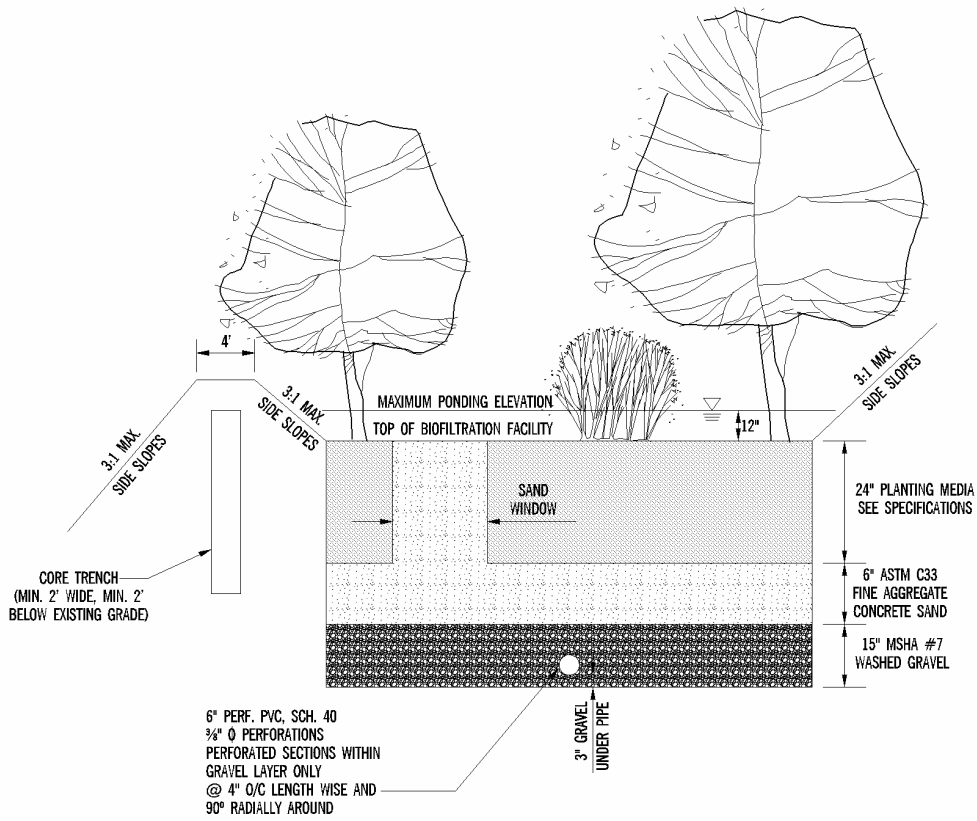 4'
3:1 MAX.
SIDE SLOPES
3:1 MAX.
SIDE SLOPES
MAXIMUM PONDING ELEVATION
TOP OF BIOFILTRATION FACILITY
12"
3:1 MAX.
SIDE SLOPES
SAND
WINDOW
24" PLANTING MEDIA
SEE SPECIFICATIONS
CORE TRENCH
(MIN. 2' WIDE, MIN. 2'
BELOW EXISTING GRADE)
6" ASTM C33
FINE AGGREGATE
CONCRETE SAND
15" MSHA #7
WASHED GRAVEL
6" PERF. PVC, SCH. 40
⅜" Ø PERFORATIONS
PERFORATED SECTIONS WITHIN
GRAVEL LAYER ONLY
@ 4" O/C LENGTH WISE AND
90° RADIALLY AROUND
3" GRAVEL
UNDER PIPE